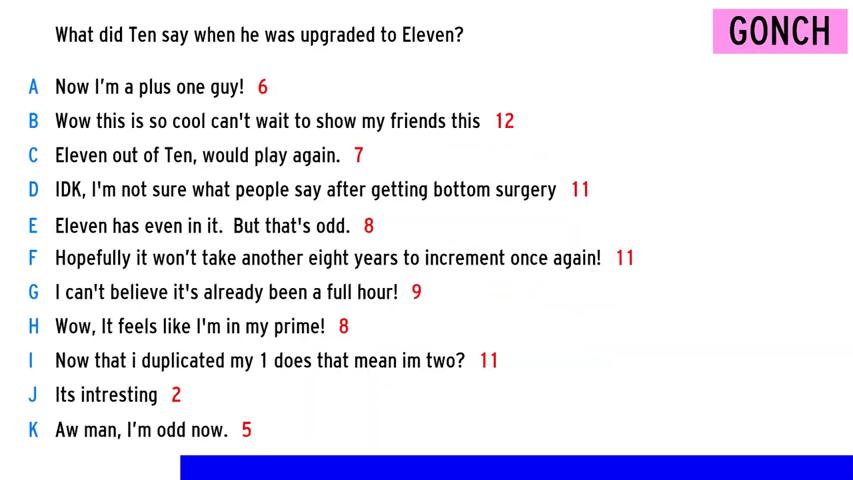 What did Ten say when he was upgraded to Eleven?
GONCH
A Now I'm a plus one guy! 6
B Wow this is so cool can't wait to show my friends this 12
C Eleven out of Ten, would play again. 7
D IDK, I'm not sure what people say after getting bottom surgery 11
E Eleven has even in it. But that's odd. 8
F Hopefully it won't take another eight years to increment once again! 11
G I can't believe it's already been a full hour! 9
H Wow, It feels like I'm in my prime! 8
I Now that i duplicated my 1 does that mean im two? 11
J Its intresting 2
K Aw man, I'm odd now. 5